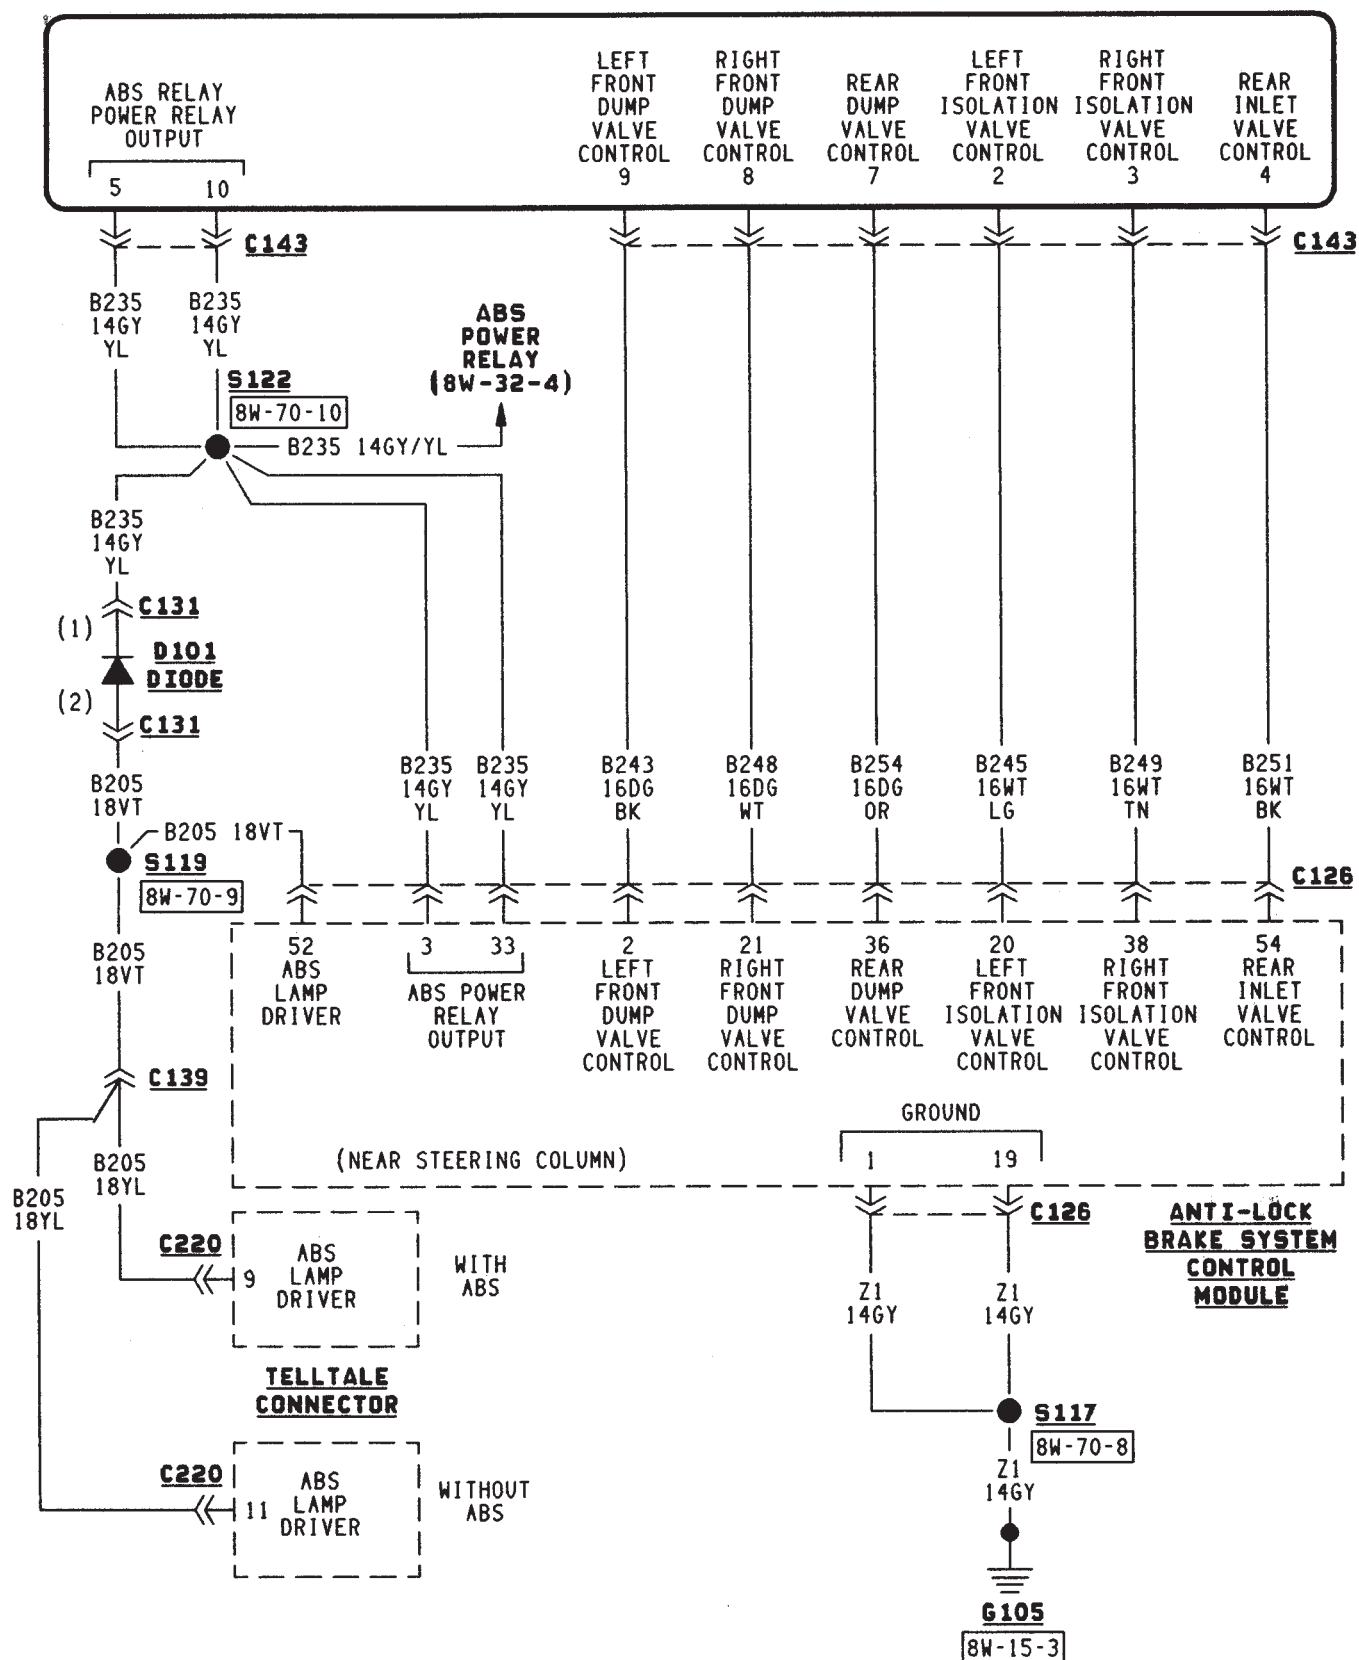 ABS RELAY
POWER RELAY
OUTPUT
5 10
LEFT
FRONT
DUMP
VALVE
CONTROL
9
RIGHT
FRONT
DUMP
VALVE
CONTROL
8
REAR
DUMP
VALVE
CONTROL
7
LEFT
FRONT
ISOLATION
VALVE
CONTROL
2
RIGHT
FRONT
ISOLATION
VALVE
CONTROL
3
REAR
INLET
VALVE
CONTROL
4
C143
C143
B235
14GY
YL
B235
14GY
YL
ABS
POWER
RELAY
(8W-32-4)
S122
8W-70-10
B235 14GY/YL
B235
14GY
YL
C131
(1)
D101
DIODE
(2)
C131
B205
18VT
B205 18VT
S119
8W-70-9
B235
14GY
YL
B235
14GY
YL
B243
16DG
BK
B248
16DG
WT
B254
16DG
OR
B245
16WT
LG
B249
16WT
TN
B251
16WT
BK
C126
B205
18VT
52
ABS
LAMP
DRIVER
3 33
ABS POWER
RELAY
OUTPUT
2
LEFT
FRONT
DUMP
VALVE
CONTROL
21
RIGHT
FRONT
DUMP
VALVE
CONTROL
36
REAR
DUMP
VALVE
CONTROL
20
LEFT
FRONT
ISOLATION
VALVE
CONTROL
38
RIGHT
FRONT
ISOLATION
VALVE
CONTROL
54
REAR
INLET
VALVE
CONTROL
C139
GROUND
1 19
(NEAR STEERING COLUMN)
B205
18YL
B205
18YL
C126
ANTI-LOCK
BRAKE SYSTEM
CONTROL
MODULE
C220
9
ABS
LAMP
DRIVER
WITH
ABS
Z1
14GY
Z1
14GY
TELLTALE
CONNECTOR
S117
8W-70-8
C220
11
ABS
LAMP
DRIVER
WITHOUT
ABS
Z1
14GY
G105
8W-15-3